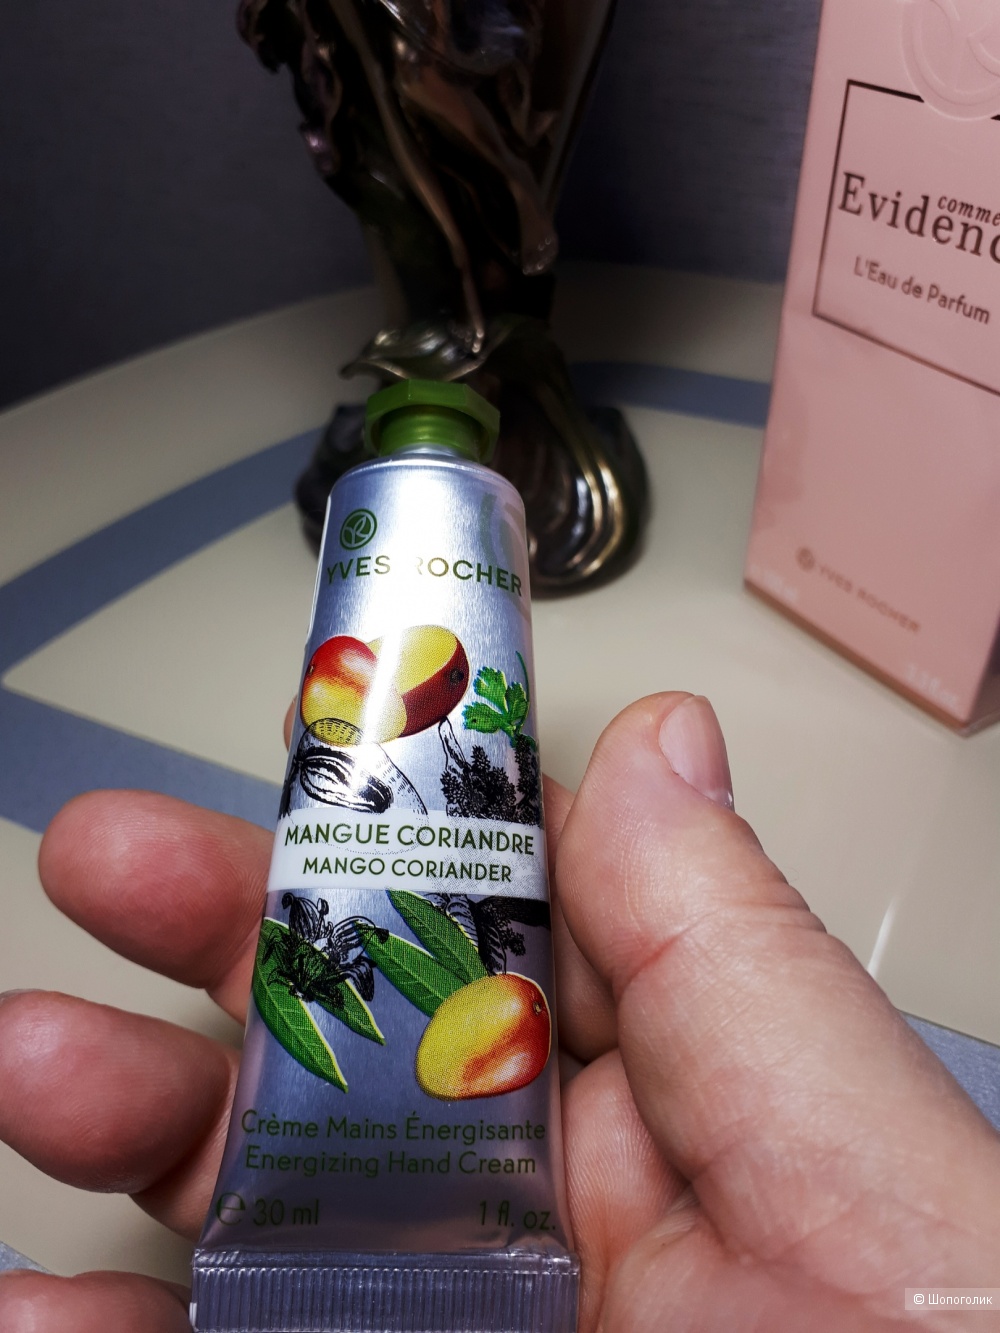 comme
Evidenc
L'Eau de Parfum
YVES ROCHER
YVES ROCHER
MANGUE CORIANDRE
MANGO CORIANDER
Crème Mains Énergisante
Energizing Hand Cream
℮ 30 ml 1 fl. oz.
© Шопоголик